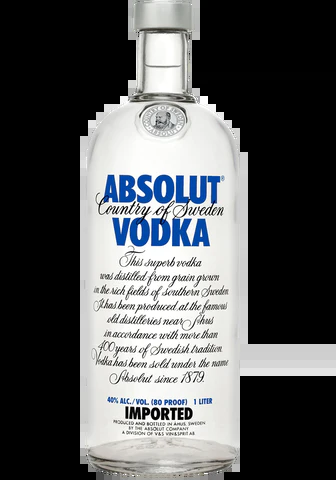 ABSOLUT®
Country of Sweden
VODKA
This superb vodka
was distilled from grain grown
in the rich fields of southern Sweden.
It has been produced at the famous
old distilleries near Åhus
in accordance with more than
400 years of Swedish tradition.
Vodka has been sold under the name
Absolut since 1879.
40% ALC./VOL. (80 PROOF) 1 LITER
IMPORTED
PRODUCED AND BOTTLED IN ÅHUS, SWEDEN
BY THE ABSOLUT COMPANY
A DIVISION OF V&S VIN&SPRIT AB